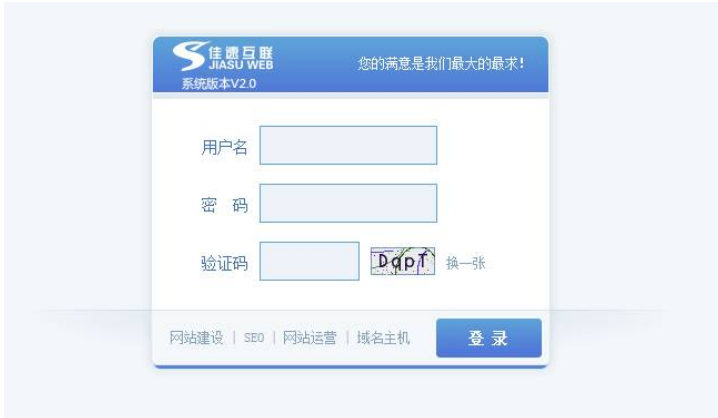 佳速互联
JIASU WEB
系统版本V2.0
您的满意是我们最大的最求!
用户名
密 码
验证码 DqpT 换一张
网站建设 | SEO | 网站运营 | 域名主机 登 录